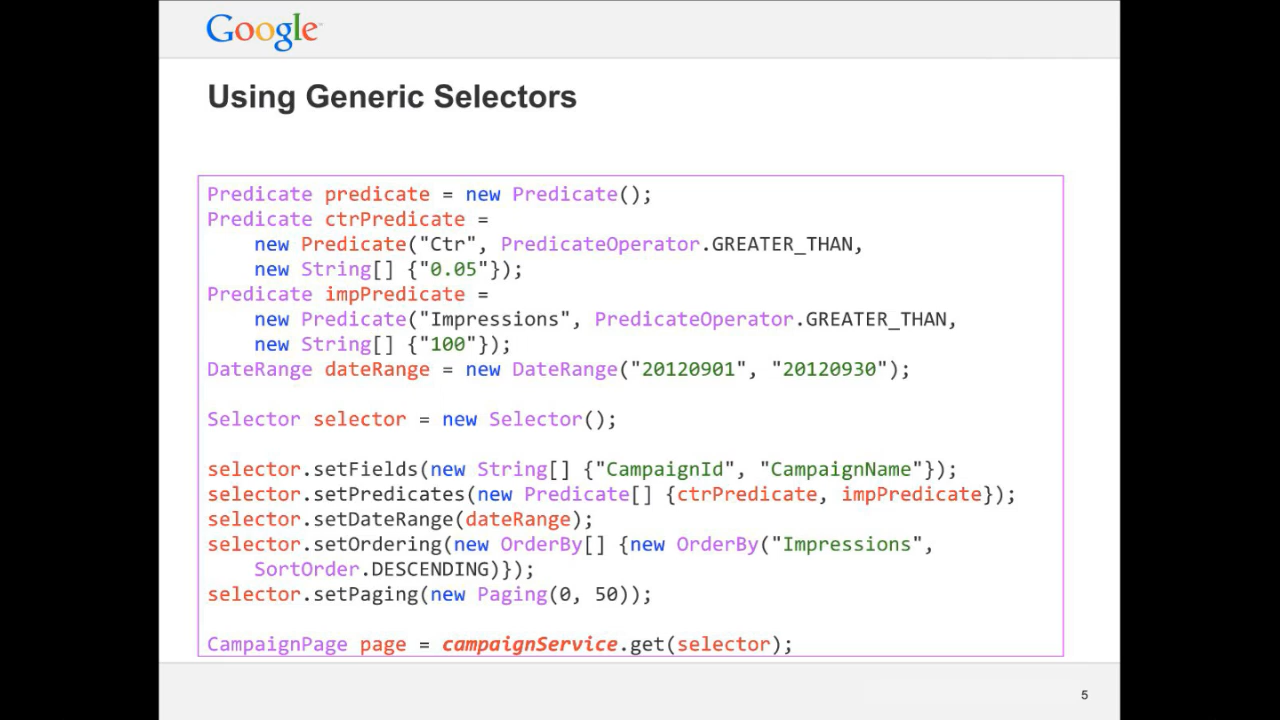 Google
Using Generic Selectors
Predicate predicate = new Predicate();
Predicate ctrPredicate =
    new Predicate("Ctr", PredicateOperator.GREATER_THAN,
    new String[] {"0.05"});
Predicate impPredicate =
    new Predicate("Impressions", PredicateOperator.GREATER_THAN,
    new String[] {"100"});
DateRange dateRange = new DateRange("20120901", "20120930");
Selector selector = new Selector();
selector.setFields(new String[] {"CampaignId", "CampaignName"});
selector.setPredicates(new Predicate[] {ctrPredicate, impPredicate});
selector.setDateRange(dateRange);
selector.setOrdering(new OrderBy[] {new OrderBy("Impressions",
    SortOrder.DESCENDING)});
selector.setPaging(new Paging(0, 50));
CampaignPage page = campaignService.get(selector);
5